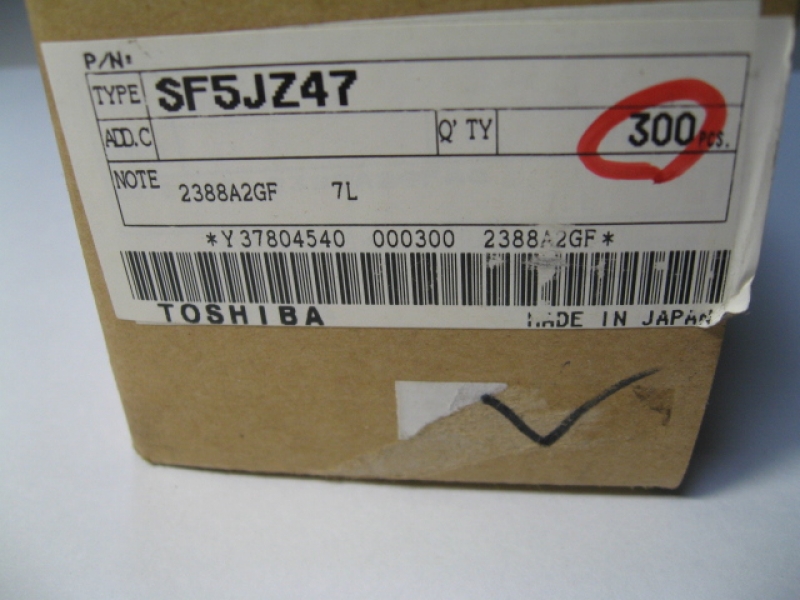 P/N:
TYPE SF5JZ47
ADD.C Q'TY 300 PCS.
NOTE 2388A2GF 7L
*Y37804540 000300 2388A2GF*
TOSHIBA MADE IN JAPAN